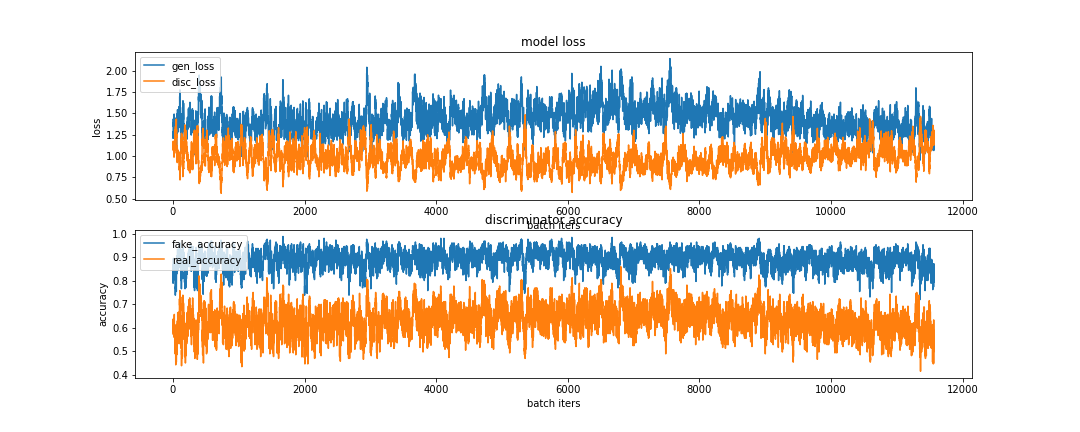 model loss
gen_loss
disc_loss
2.00
1.75
1.50
1.25
1.00
0.75
0.50
loss
0 2000 4000 6000 8000 10000 12000
batch iters
discriminator accuracy
fake_accuracy
real_accuracy
1.0
0.9
0.8
0.7
0.6
0.5
0.4
accuracy
0 2000 4000 6000 8000 10000 12000
batch iters